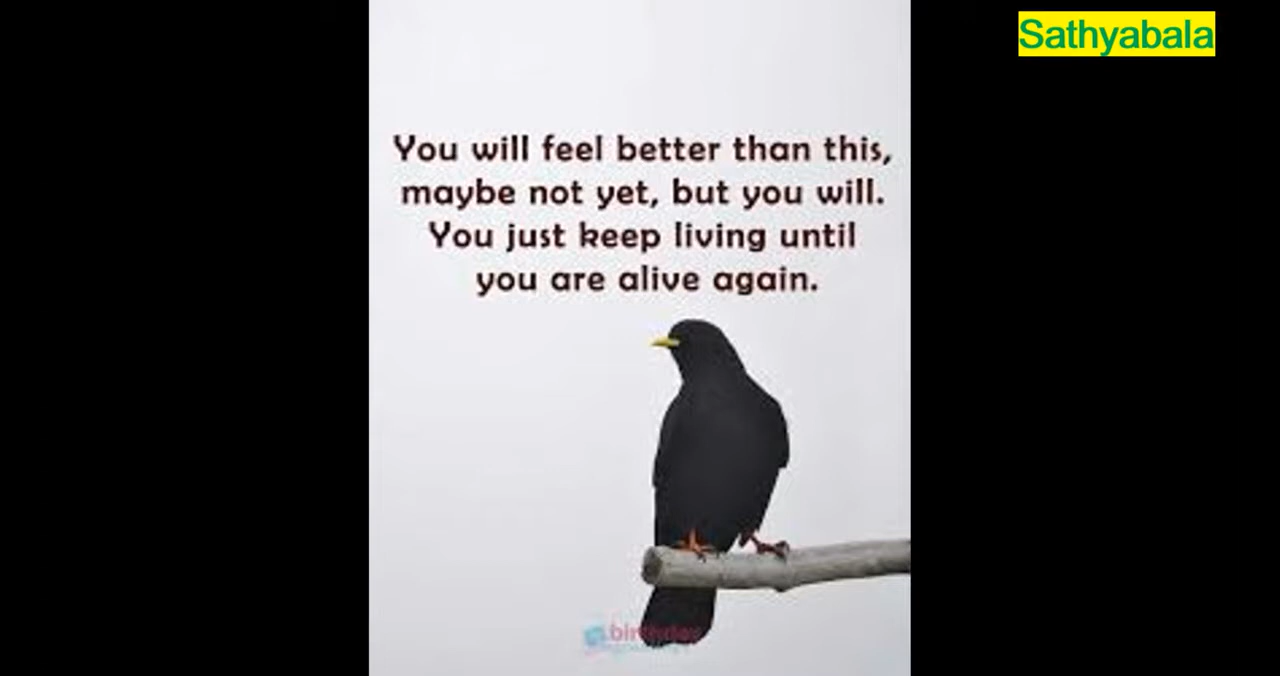 Sathyabala
You will feel better than this,
maybe not yet, but you will.
You just keep living until
you are alive again.
birthday